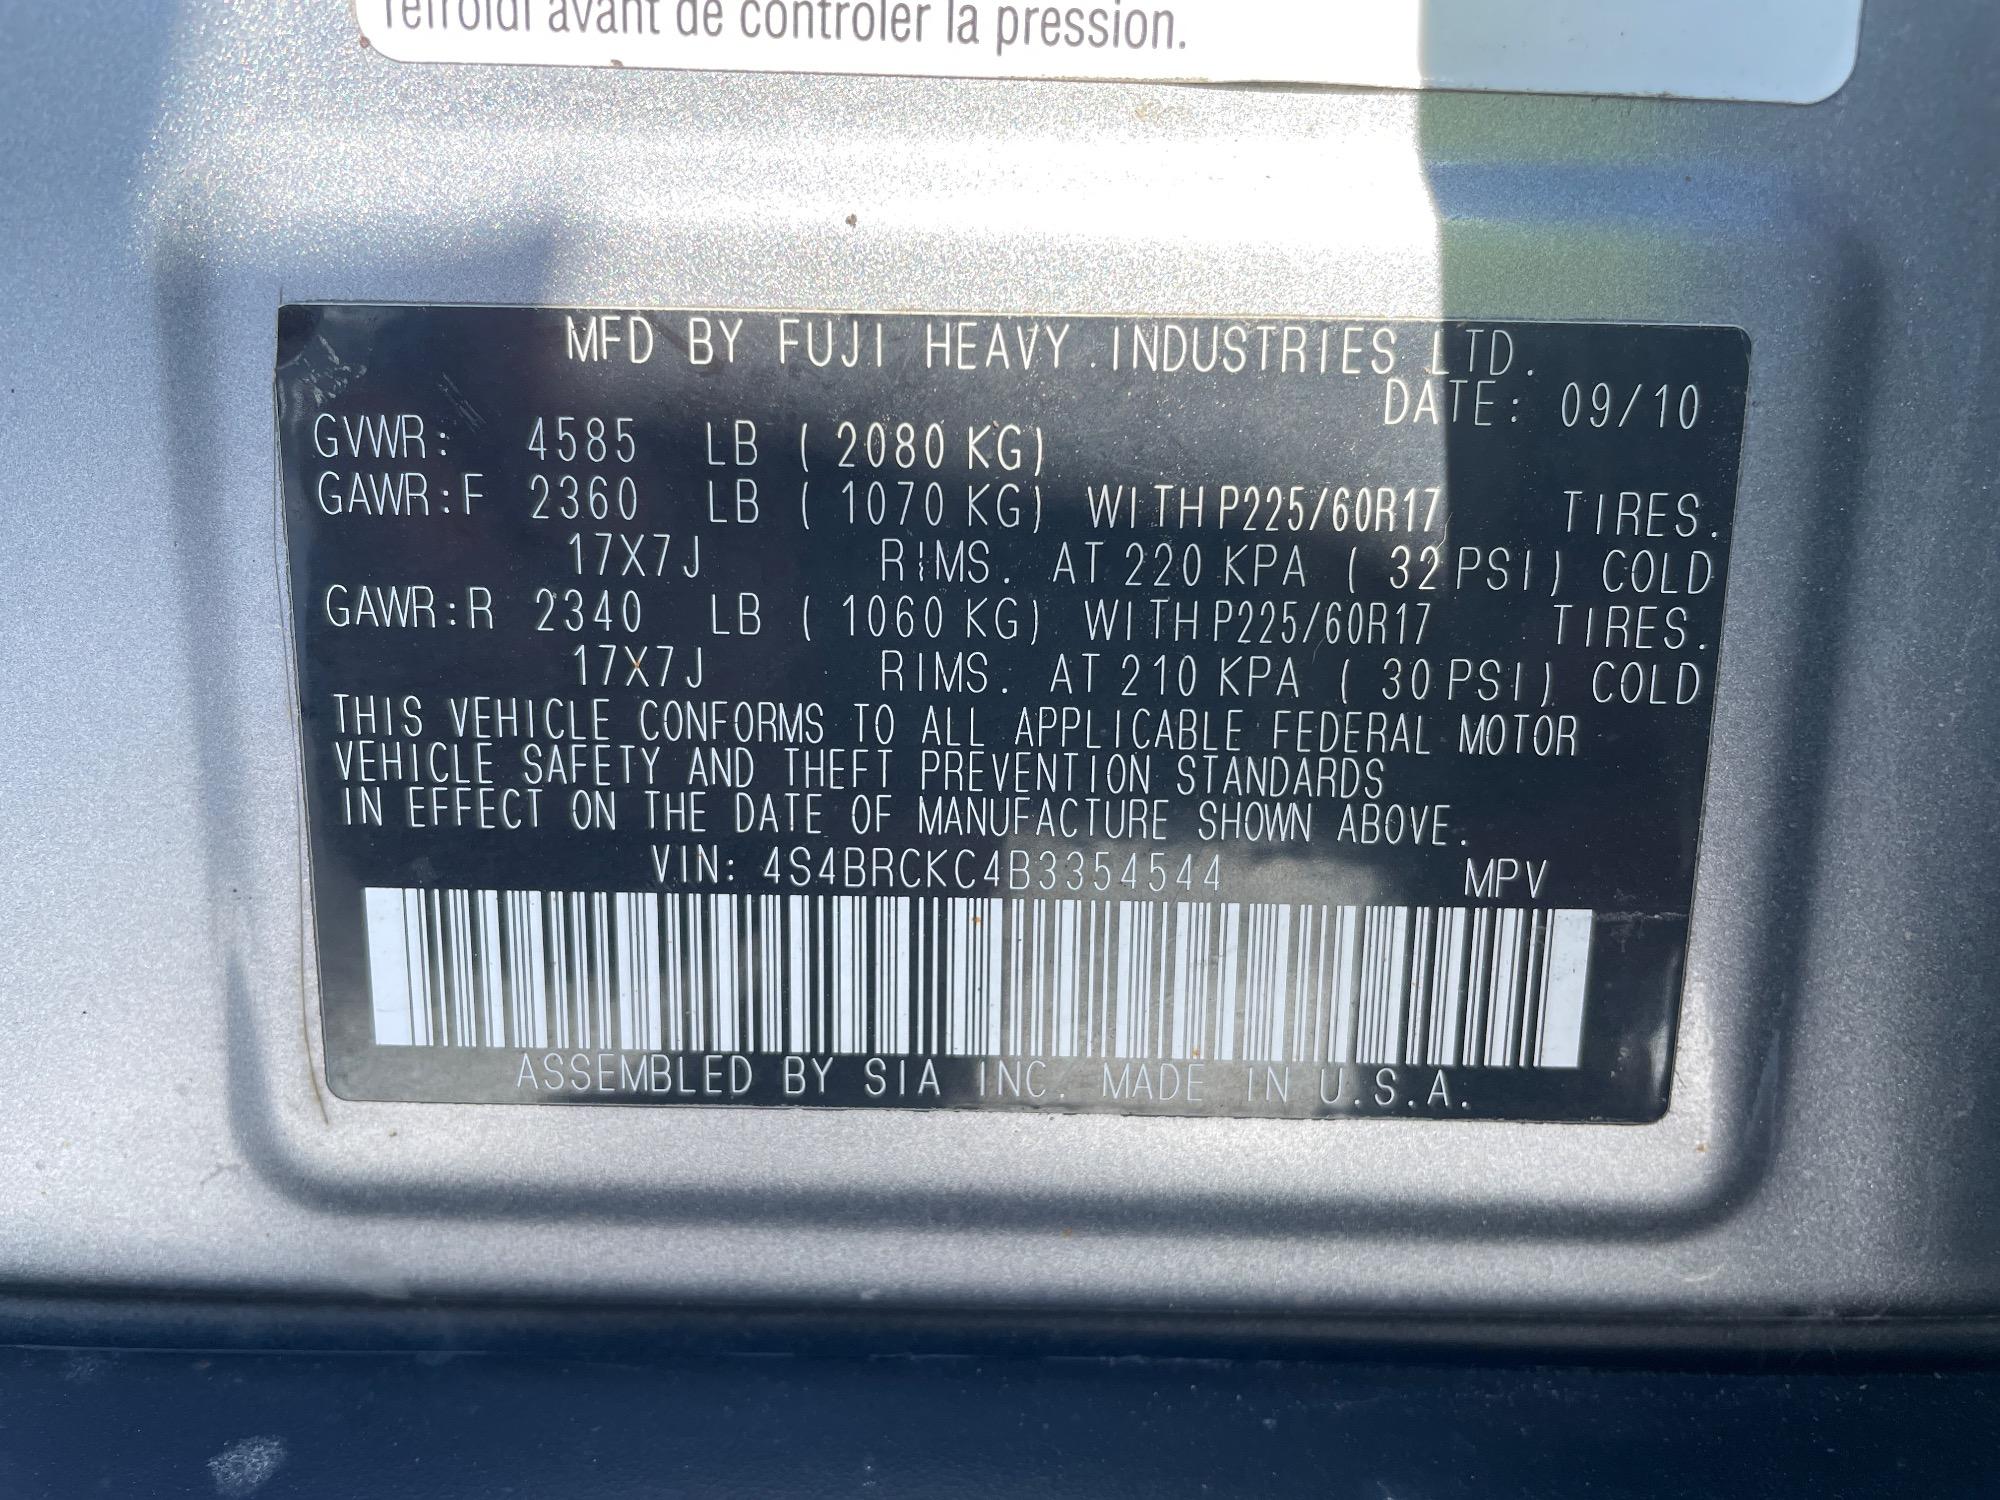 refroidi avant de controler la pression.
MFD BY FUJI HEAVY INDUSTRIES LTD.
DATE: 09/10
GVWR: 4585 LB ( 2080 KG)
GAWR:F 2360 LB ( 1070 KG) WITH P225/60R17 TIRES.
17X7J RIMS. AT 220 KPA ( 32 PSI) COLD
GAWR:R 2340 LB ( 1060 KG) WITH P225/60R17 TIRES.
17X7J RIMS. AT 210 KPA ( 30 PSI) COLD
THIS VEHICLE CONFORMS TO ALL APPLICABLE FEDERAL MOTOR
VEHICLE SAFETY AND THEFT PREVENTION STANDARDS
IN EFFECT ON THE DATE OF MANUFACTURE SHOWN ABOVE.
VIN: 4S4BRCKC4B3354544 MPV
ASSEMBLED BY SIA INC. MADE IN U.S.A.